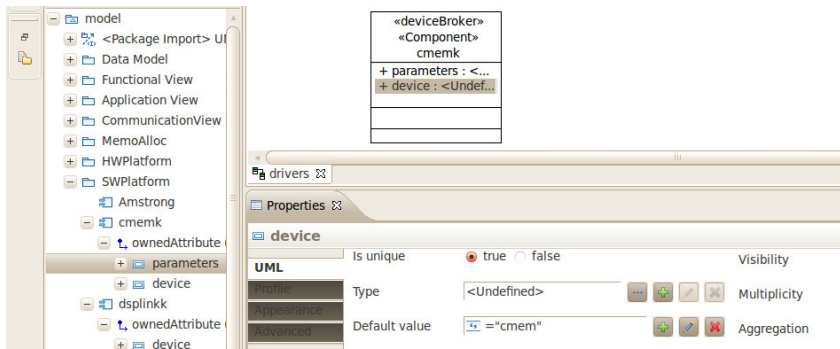 model
<Package Import> UI
Data Model
Functional View
Application View
CommunicationView
MemoAlloc
HWPlatform
SWPlatform
Amstrong
cmemk
ownedAttribute (
parameters
device
dsplinkk
ownedAttribute (
device
«deviceBroker»
«Component»
cmemk
+ parameters : <...
+ device : <Undef...
drivers
Properties
device
UML
Profile
Appearance
Advanced
Is unique true false Visibility
Type <Undefined> Multiplicity
Default value ="cmem" Aggregation